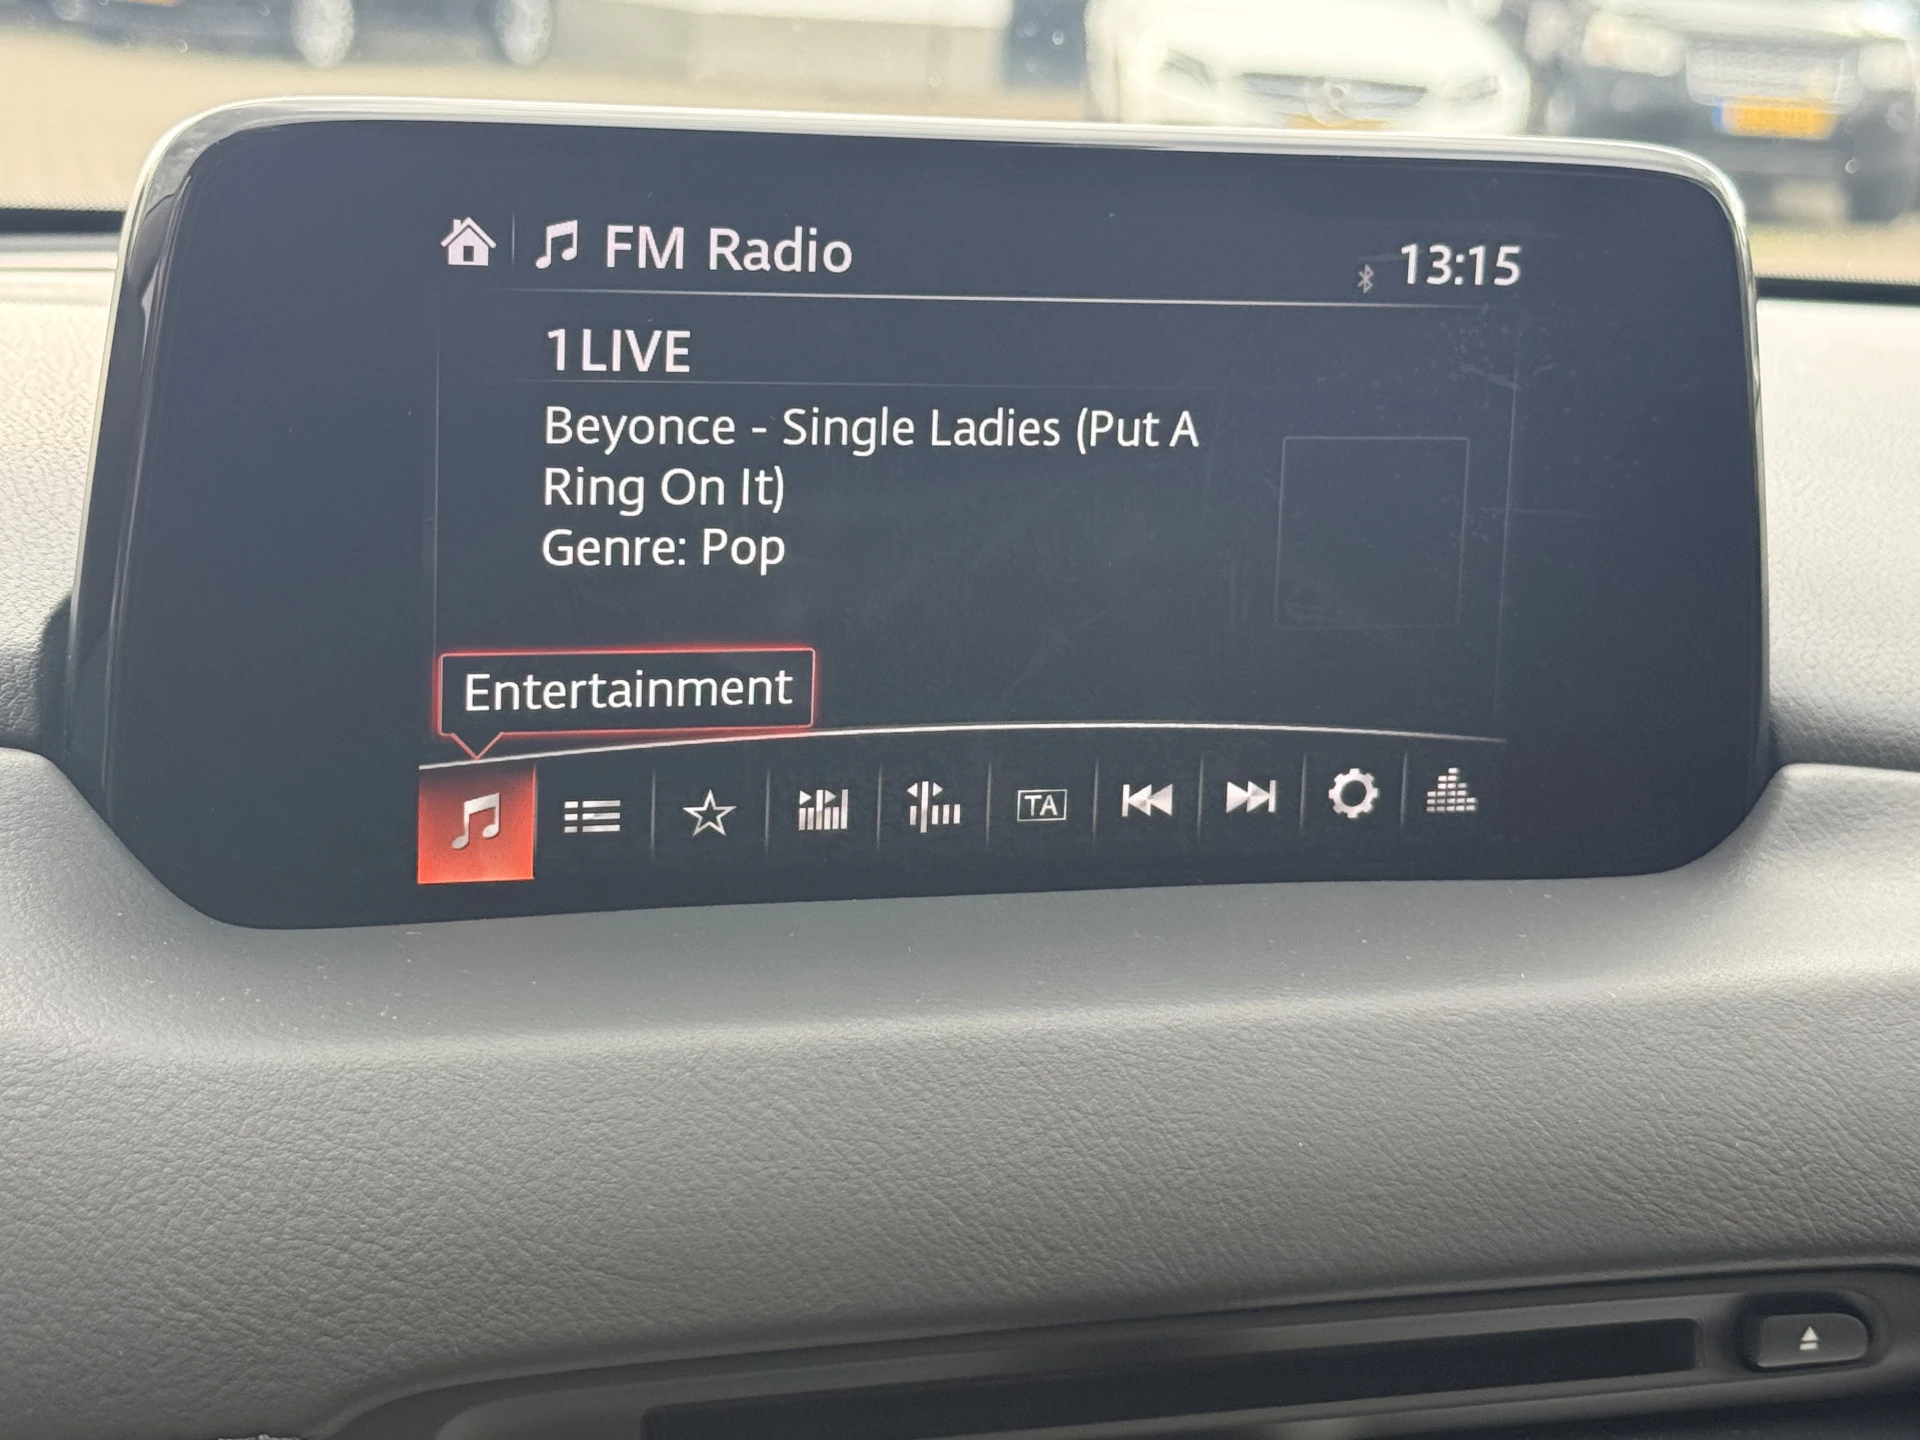 FM Radio
13:15
1LIVE
Beyonce - Single Ladies (Put A
Ring On It)
Genre: Pop
Entertainment
TA